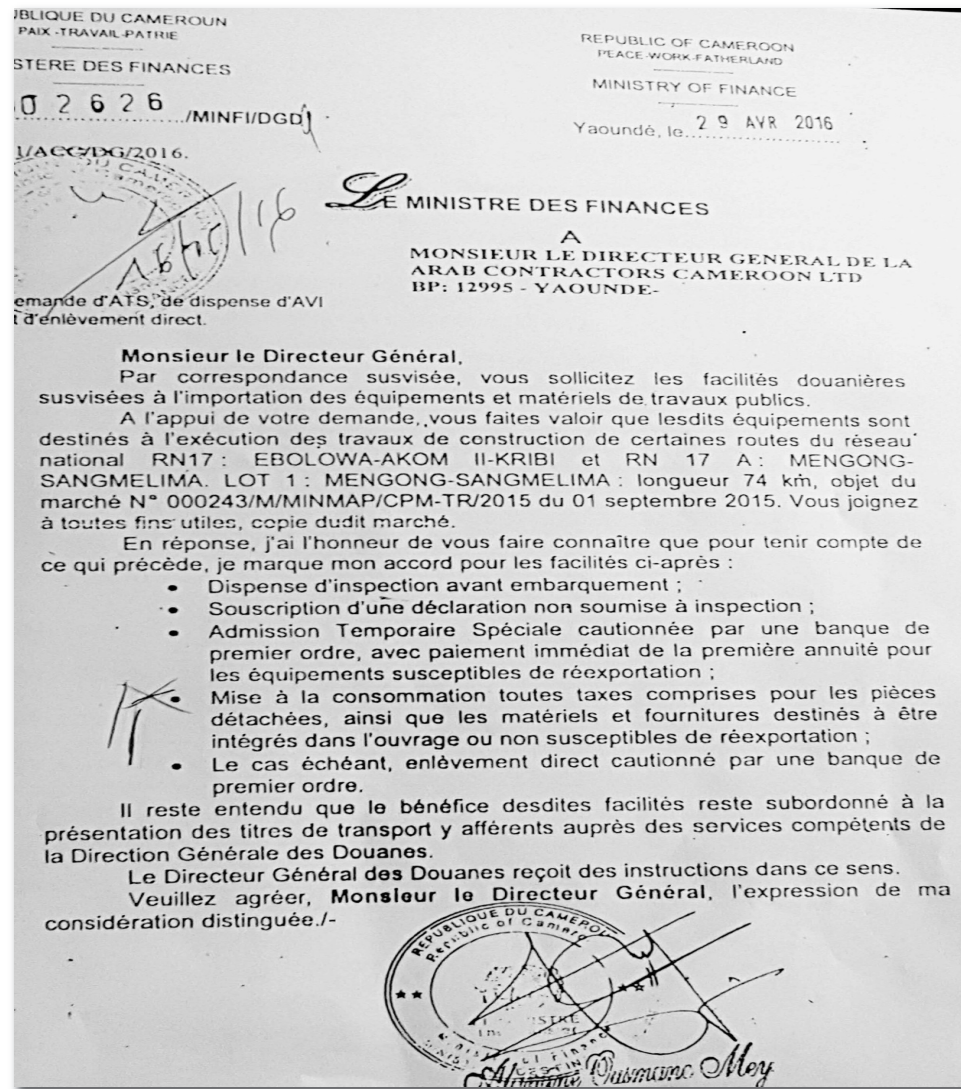 BLIQUE DU CAMEROUN
PAIX -TRAVAIL-PATRIE
STERE DES FINANCES
02626 /MINFI/DGD
1/ACC/DG/2016.
REPUBLIC OF CAMEROON
PEACE-WORK-FATHERLAND
MINISTRY OF FINANCE
Yaoundé, le 29 AVR 2016
LE MINISTRE DES FINANCES
A
MONSIEUR LE DIRECTEUR GENERAL DE LA
ARAB CONTRACTORS CAMEROON LTD
BP: 12995 - YAOUNDE-
emande d'ATS, de dispense d'AVI
t d'enlèvement direct.
Monsieur le Directeur Général,
Par correspondance susvisée, vous sollicitez les facilités douanières
susvisées à l'importation des équipements et matériels de travaux publics.
A l'appui de votre demande, vous faites valoir que lesdits équipements sont
destinés à l'exécution des travaux de construction de certaines routes du réseau
national RN17 : EBOLOWA-AKOM II-KRIBI et RN 17 A : MENGONG-
SANGMELIMA. LOT 1 : MENGONG-SANGMELIMA : longueur 74 km, objet du
marché N° 000243/M/MINMAP/CPM-TR/2015 du 01 septembre 2015. Vous joignez
à toutes fins utiles, copie dudit marché.
En réponse, j'ai l'honneur de vous faire connaître que pour tenir compte de
ce qui précède, je marque mon accord pour les facilités ci-après :
• Dispense d'inspection avant embarquement ;
• Souscription d'une déclaration non soumise à inspection ;
• Admission Temporaire Spéciale cautionnée par une banque de
premier ordre, avec paiement immédiat de la première annuité pour
les équipements susceptibles de réexportation ;
• Mise à la consommation toutes taxes comprises pour les pièces
détachées, ainsi que les matériels et fournitures destinés à être
intégrés dans l'ouvrage ou non susceptibles de réexportation ;
• Le cas échéant, enlèvement direct cautionné par une banque de
premier ordre.
Il reste entendu que le bénéfice desdites facilités reste subordonné à la
présentation des titres de transport y afférents auprès des services compétents de
la Direction Générale des Douanes.
Le Directeur Général des Douanes reçoit des instructions dans ce sens.
Veuillez agréer, Monsieur le Directeur Général, l'expression de ma
considération distinguée./-
REPUBLIQUE DU CAMEROU
Republic of Camero
Ousmane Mey